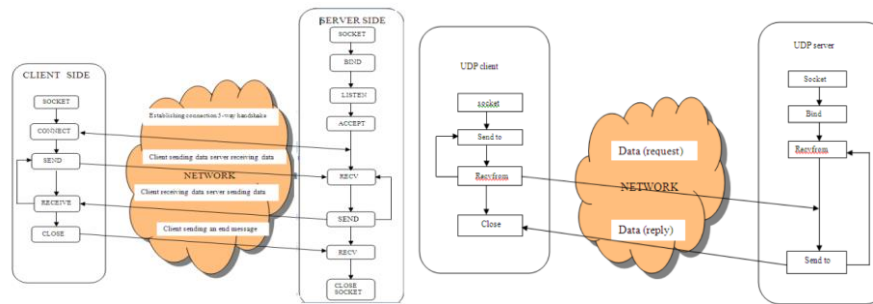 SERVER SIDE
SOCKET
BIND
LISTEN
ACCEPT
RECV
SEND
RECV
CLOSE
SOCKET
CLIENT SIDE
SOCKET
CONNECT
SEND
RECEIVE
CLOSE
Establishing connection 3-way handshake
Client sending data server receiving data
NETWORK
Client receiving data server sending data
Client sending an end message
UDP client
socket
Send to
Recvfrom
Close
Data (request)
NETWORK
Data (reply)
UDP server
Socket
Bind
Recvfrom
Send to